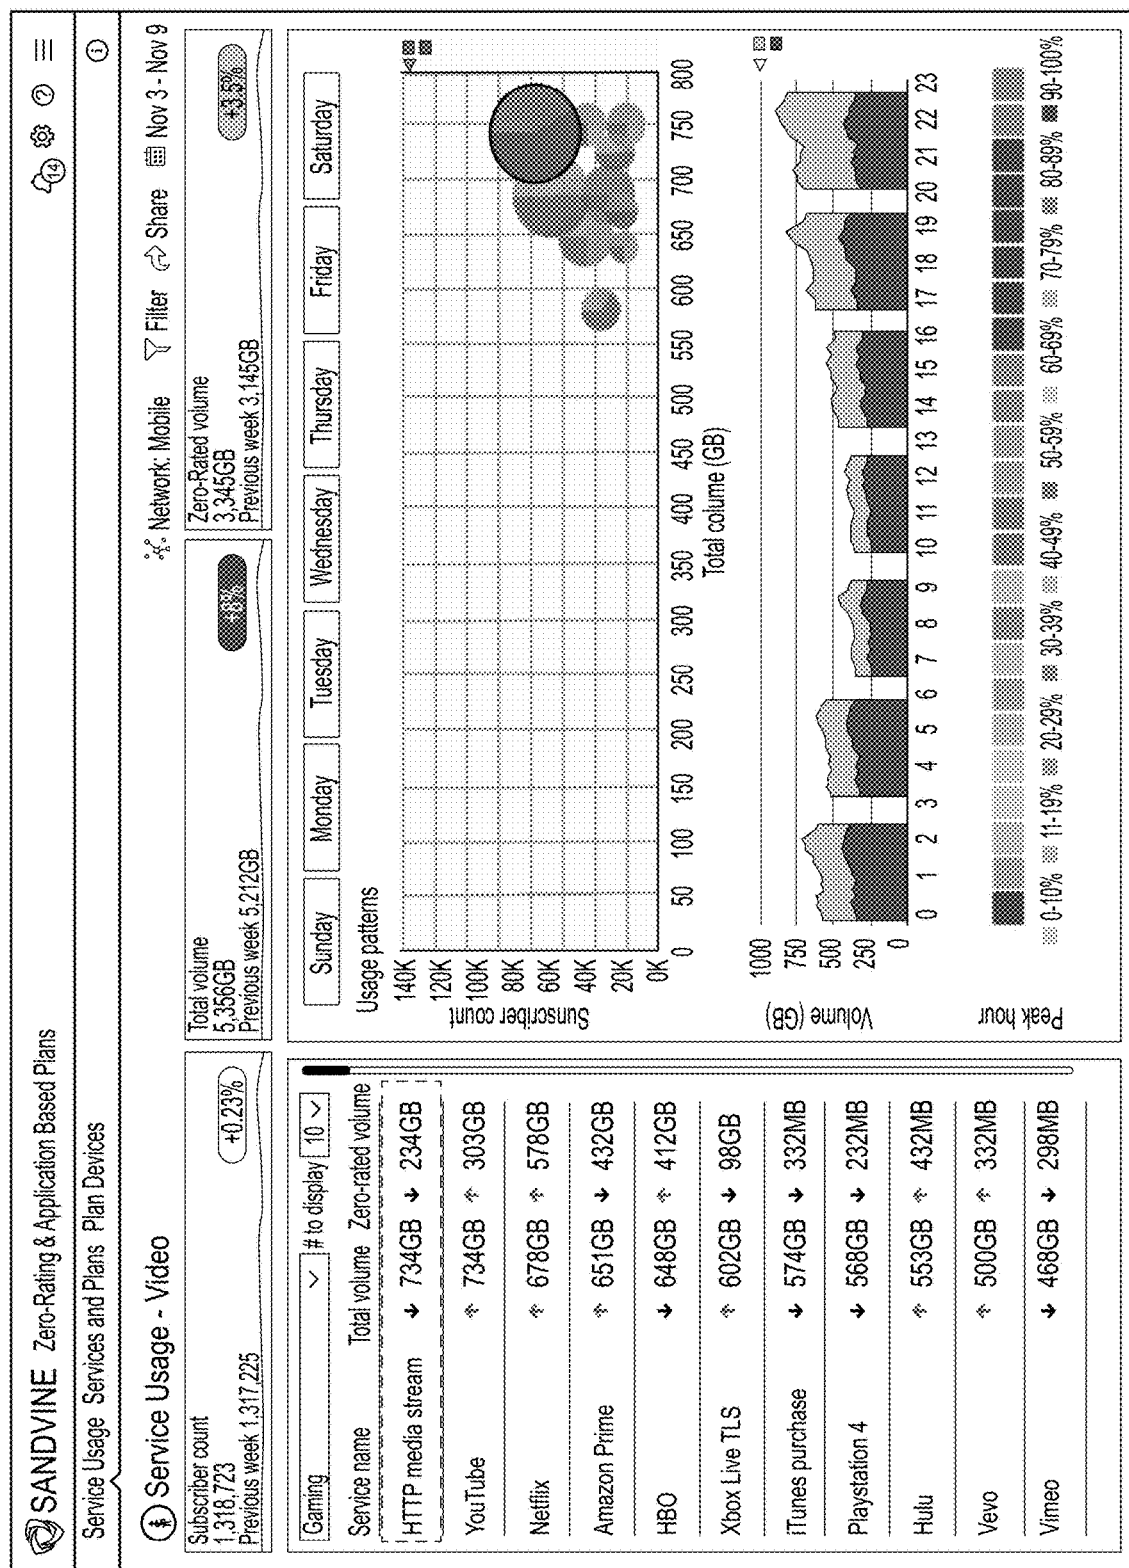 SANDVINE Zero-Rating & Application Based Plans
14
?
Service Usage Services and Plans Plan Devices
i
Service Usage - Video
Network: Mobile Filter Share Nov 3 - Nov 9
Subscriber count
1,318,723
Previous week 1,317,225
+0.23%
Total volume
5,356GB
Previous week 5,212GB
+8%
Zero-Rated volume
3,345GB
Previous week 3,145GB
+3.5%
Gaming
# to display 10
Service name Total volume Zero-rated volume
HTTP media stream 734GB 234GB
YouTube 734GB 303GB
Netflix 678GB 578GB
Amazon Prime 651GB 432GB
HBO 648GB 412GB
Xbox Live TLS 602GB 98GB
iTunes purchase 574GB 332MB
Playstation 4 568GB 232MB
Hulu 553GB 432MB
Vevo 500GB 332MB
Vimeo 468GB 298MB
Sunday Monday Tuesday Wednesday Thursday Friday Saturday
Usage patterns
Sunscriber count
140K
120K
100K
80K
60K
40K
20K
0K
0 50 100 150 200 250 300 350 400 450 500 550 600 650 700 750 800
Total column (GB)
Volume (GB)
1000
750
500
250
0
0 1 2 3 4 5 6 7 8 9 10 11 12 13 14 15 16 17 18 19 20 21 22 23
Peak hour
0-10% 11-19% 20-29% 30-39% 40-49% 50-59% 60-69% 70-79% 80-89% 90-100%